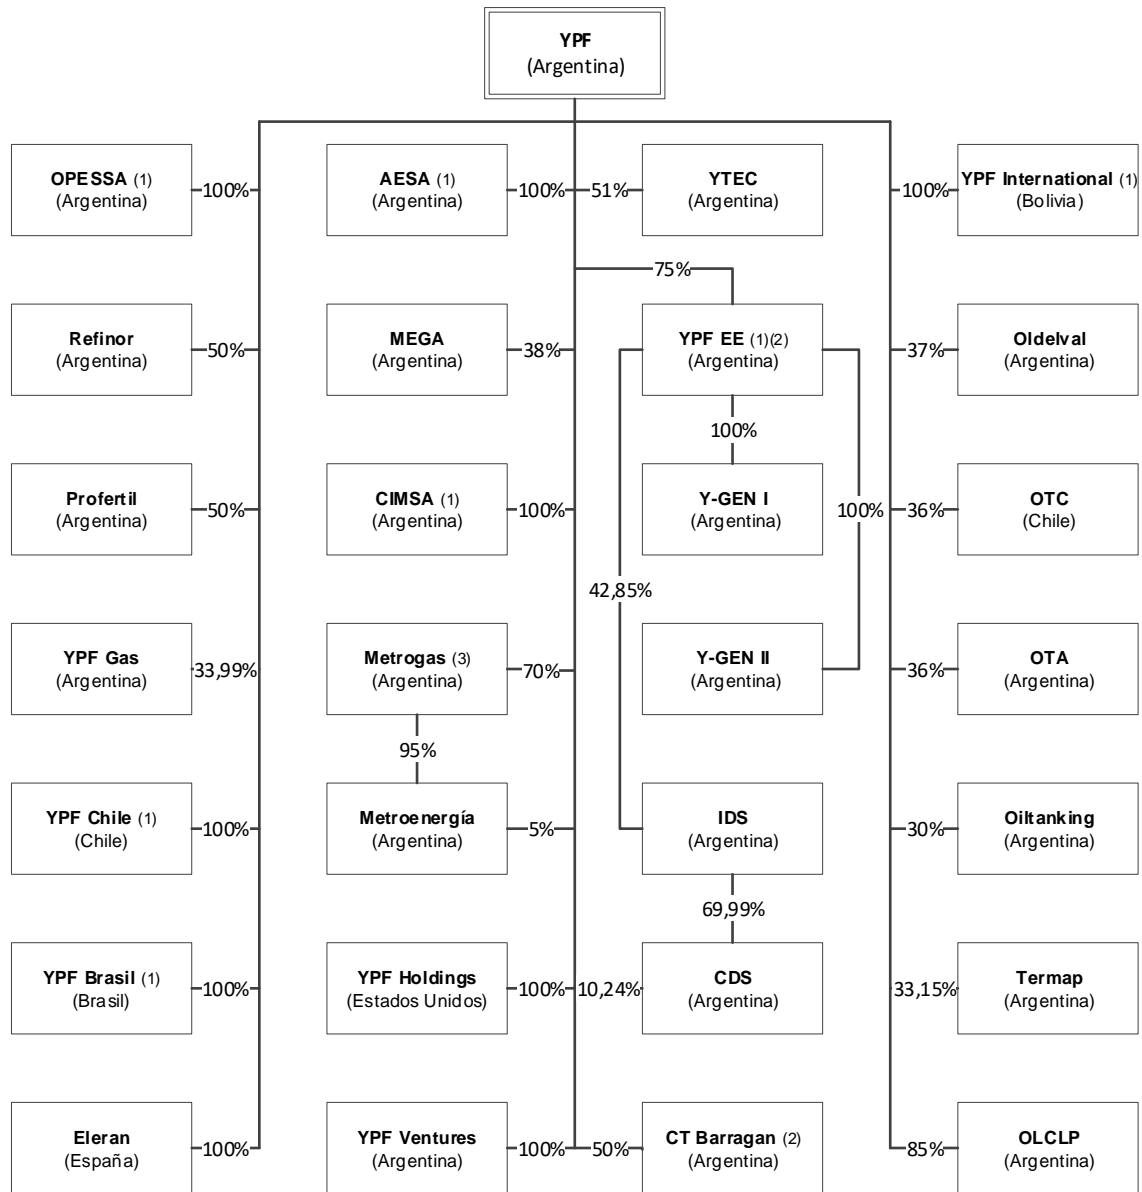 YPF
(Argentina)
OPESSA (1)
(Argentina)
100%
AESA (1)
(Argentina)
100%
51%
YTEC
(Argentina)
100%
YPF International (1)
(Bolivia)
75%
Refinor
(Argentina)
50%
MEGA
(Argentina)
38%
YPF EE (1)(2)
(Argentina)
37%
Oldelval
(Argentina)
100%
Profertil
(Argentina)
50%
CIMSA (1)
(Argentina)
100%
Y-GEN I
(Argentina)
100%
36%
OTC
(Chile)
42,85%
YPF Gas
(Argentina)
33,99%
Metrogas (3)
(Argentina)
70%
Y-GEN II
(Argentina)
36%
OTA
(Argentina)
95%
YPF Chile (1)
(Chile)
100%
Metroenergía
(Argentina)
5%
IDS
(Argentina)
30%
Oiltanking
(Argentina)
69,99%
YPF Brasil (1)
(Brasil)
100%
YPF Holdings
(Estados Unidos)
100%
10,24%
CDS
(Argentina)
33,15%
Termap
(Argentina)
Eleran
(España)
100%
YPF Ventures
(Argentina)
100%
50%
CT Barragan (2)
(Argentina)
85%
OLCLP
(Argentina)